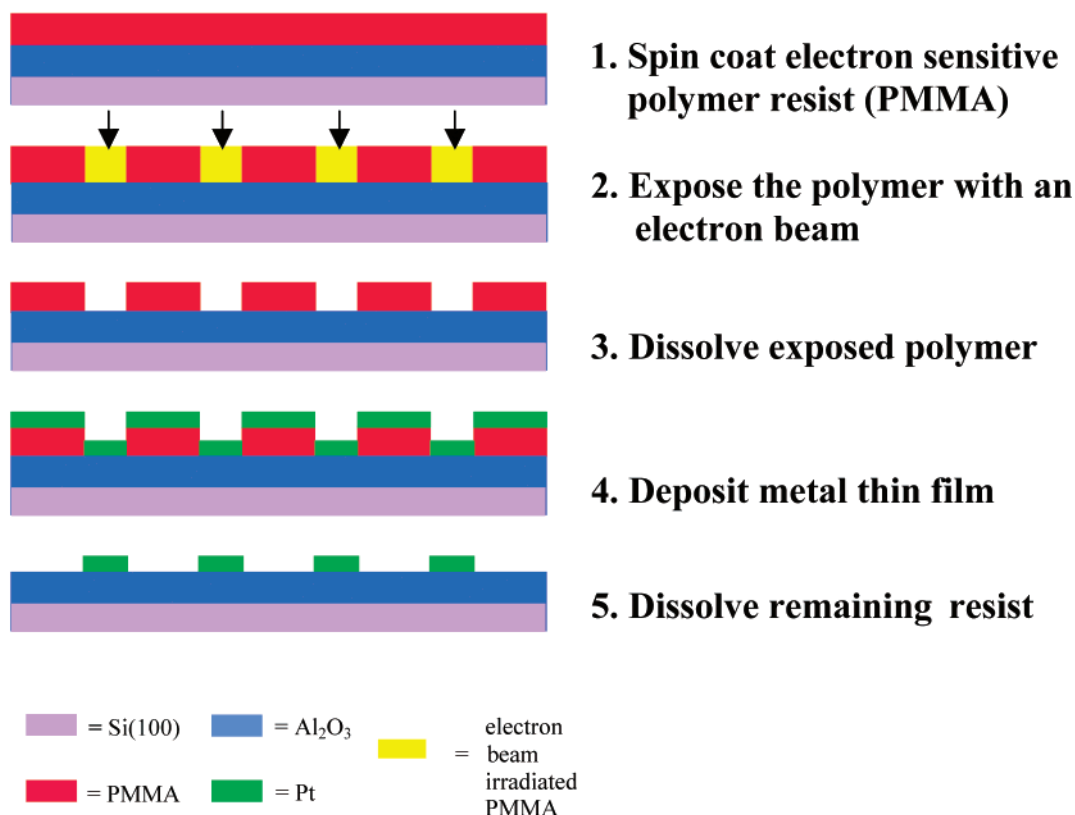 1. Spin coat electron sensitive
polymer resist (PMMA)
2. Expose the polymer with an
electron beam
3. Dissolve exposed polymer
4. Deposit metal thin film
5. Dissolve remaining resist
= Si(100)
= Al₂O₃
= electron
beam
irradiated
PMMA
= PMMA
= Pt